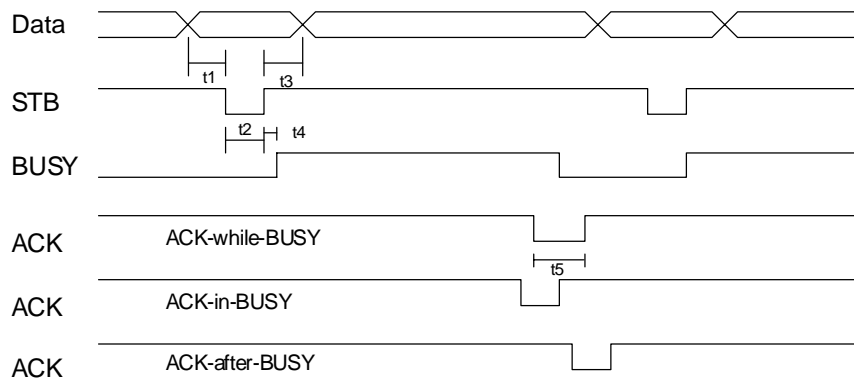 Data
t1
t3
STB
t2
t4
BUSY
ACK
ACK-while-BUSY
t5
ACK
ACK-in-BUSY
ACK
ACK-after-BUSY